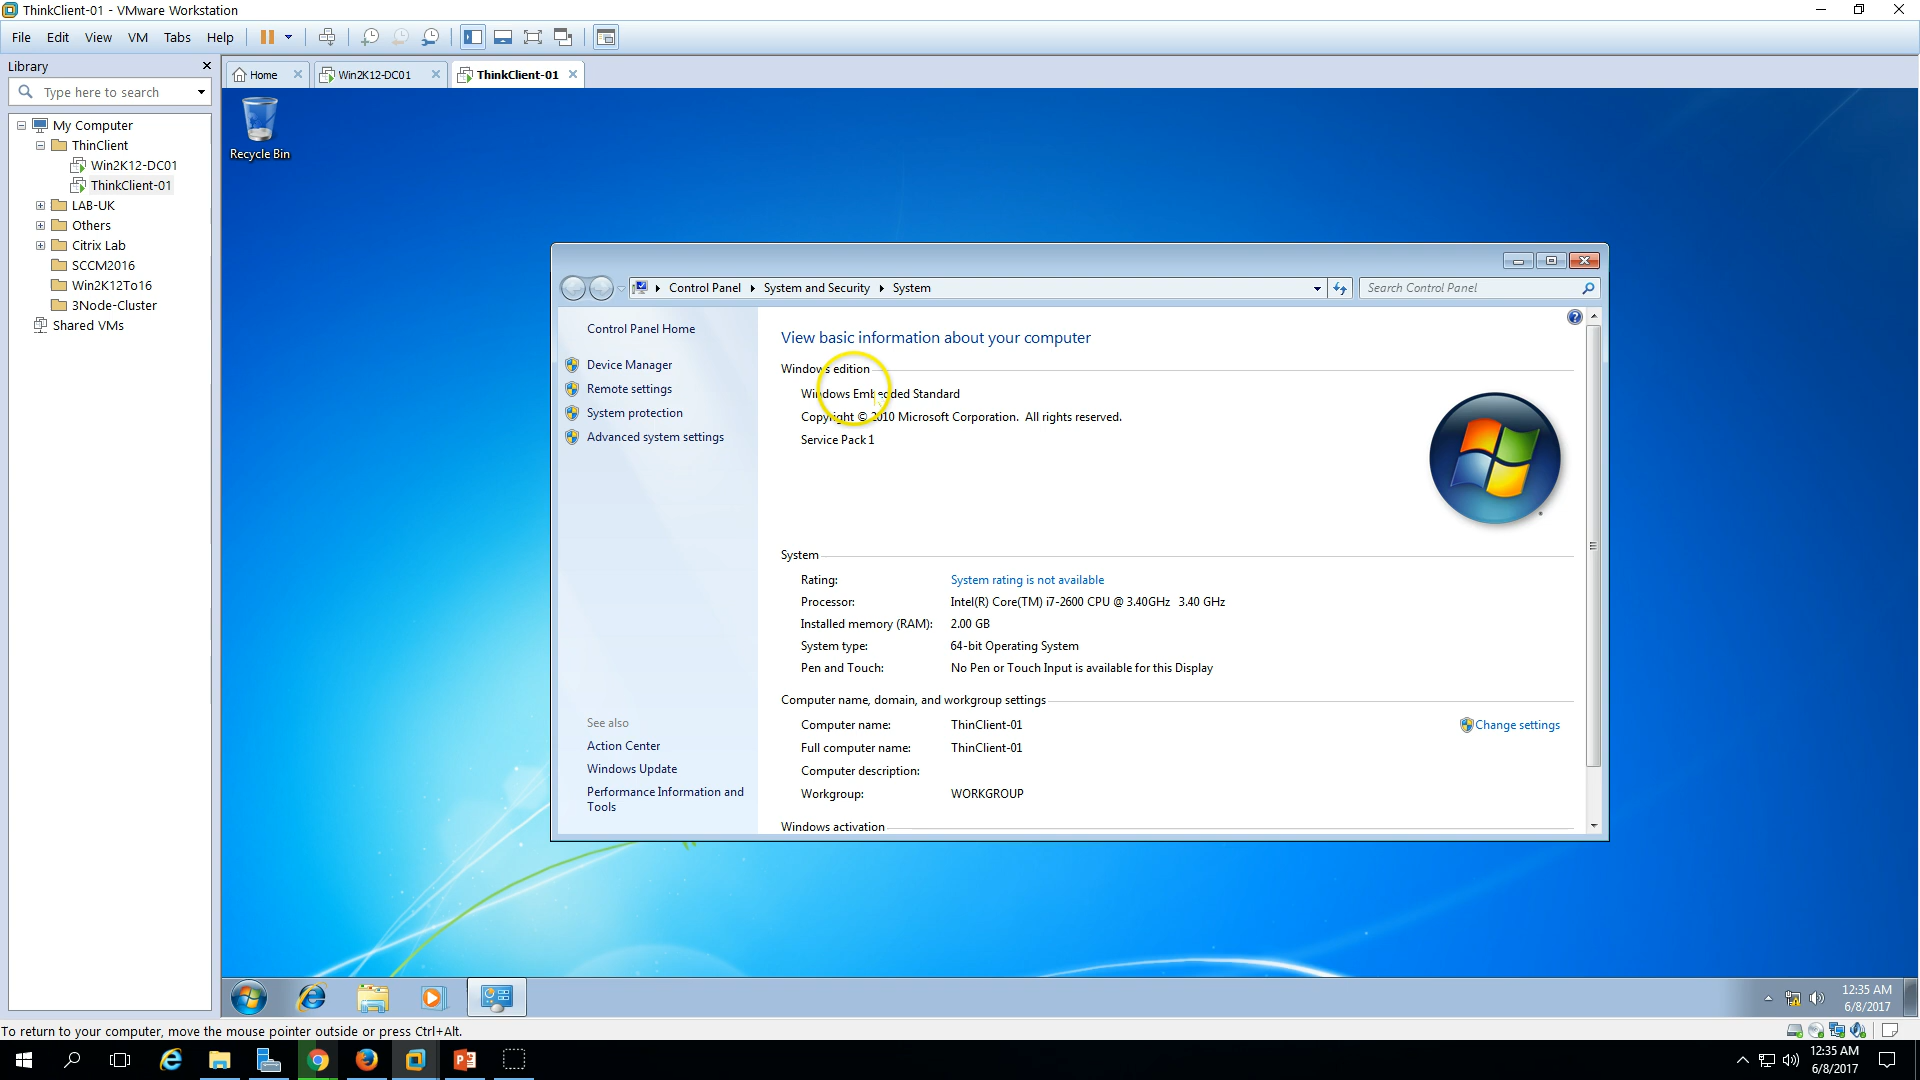 ThinkClient-01 - VMware Workstation
File Edit View VM Tabs Help
Library
Type here to search
My Computer
ThinClient
Win2K12-DC01
ThinkClient-01
LAB-UK
Others
Citrix Lab
SCCM2016
Win2K12To16
3Node-Cluster
Shared VMs
Home
Win2K12-DC01
ThinkClient-01
Recycle Bin
Control Panel System and Security System
Search Control Panel
Control Panel Home
Device Manager
Remote settings
System protection
Advanced system settings
See also
Action Center
Windows Update
Performance Information and
Tools
View basic information about your computer
Windows edition
Windows Embedded Standard
Copyright © 2010 Microsoft Corporation. All rights reserved.
Service Pack 1
System
Rating: System rating is not available
Processor: Intel(R) Core(TM) i7-2600 CPU @ 3.40GHz 3.40 GHz
Installed memory (RAM): 2.00 GB
System type: 64-bit Operating System
Pen and Touch: No Pen or Touch Input is available for this Display
Computer name, domain, and workgroup settings
Computer name: ThinClient-01
Change settings
Full computer name: ThinClient-01
Computer description:
Workgroup: WORKGROUP
Windows activation
12:35 AM
6/8/2017
To return to your computer, move the mouse pointer outside or press Ctrl+Alt.
12:35 AM
6/8/2017